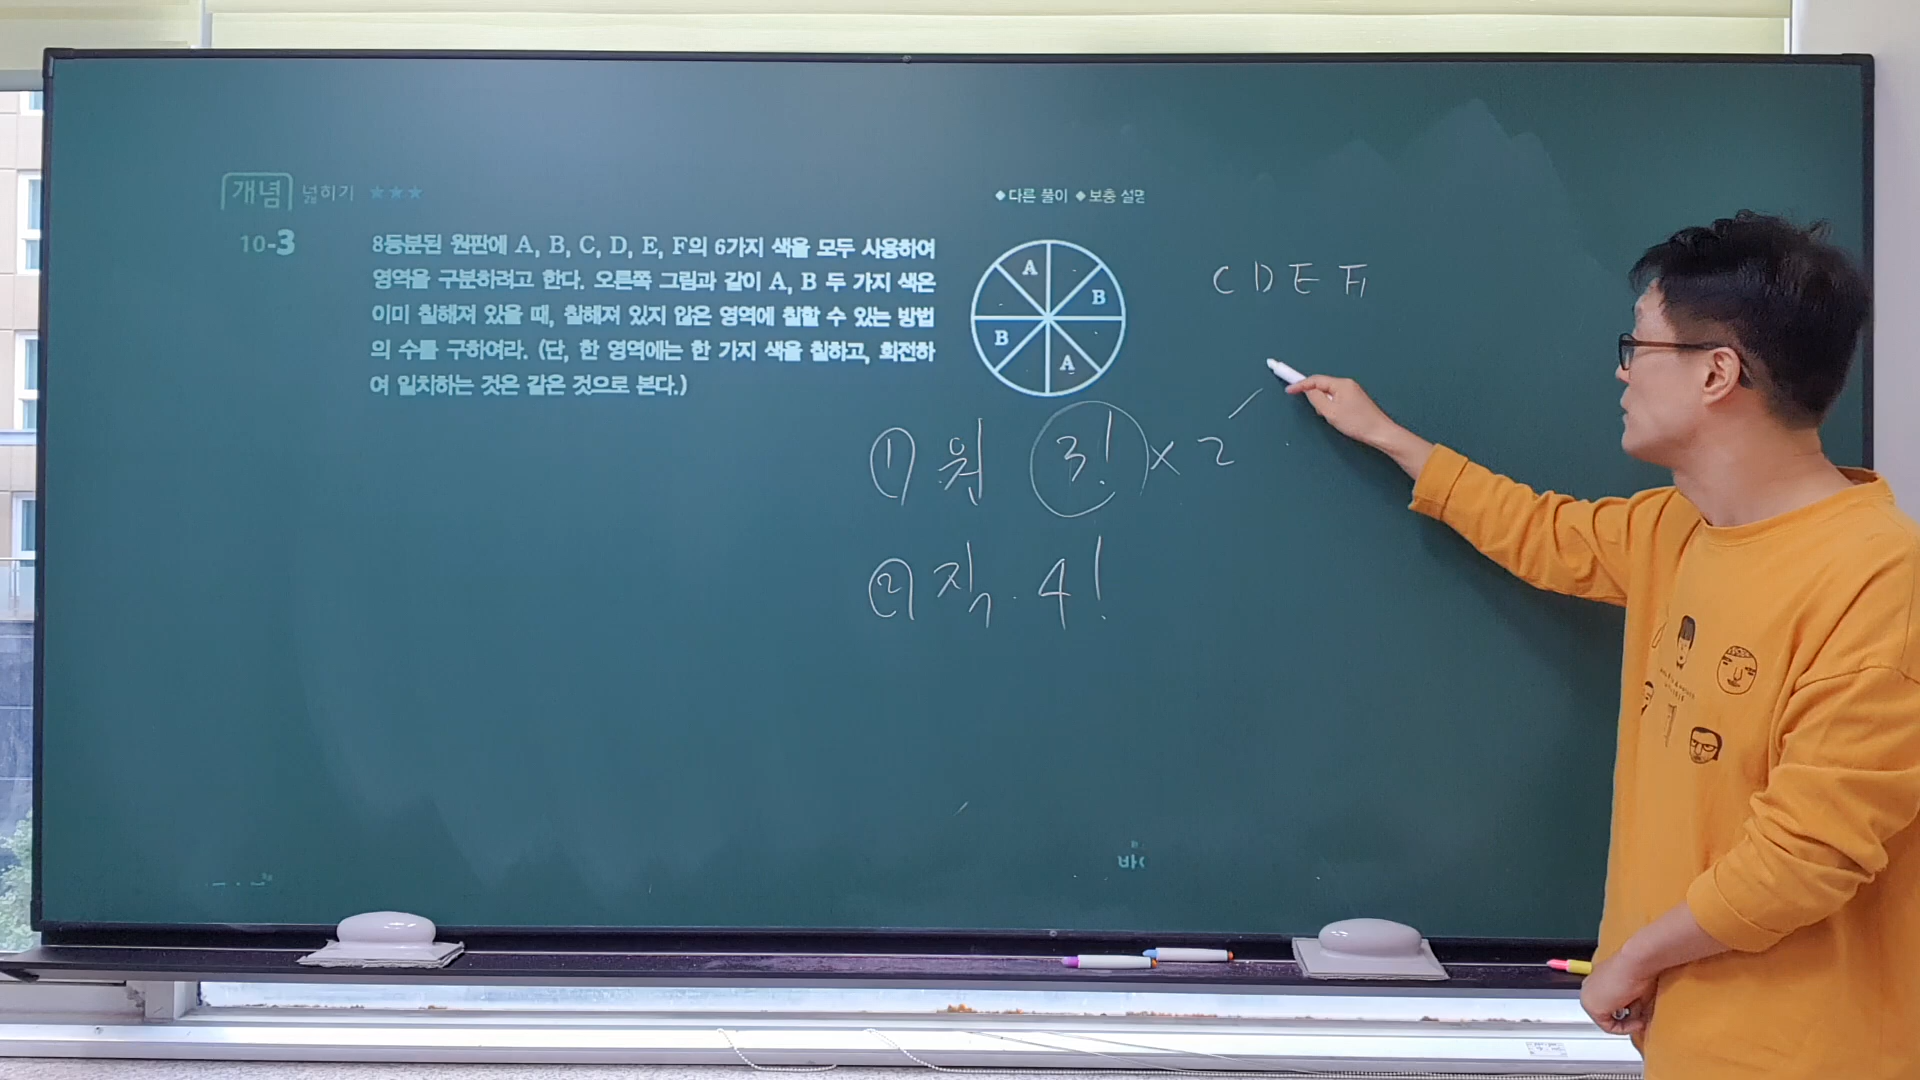 개념 넓히기 ★★★
◆다른 풀이 ◆보충 설명
10-3
8등분된 원판에 A, B, C, D, E, F의 6가지 색을 모두 사용하여
영역을 구분하려고 한다. 오른쪽 그림과 같이 A, B 두 가지 색은
이미 칠해져 있을 때, 칠해져 있지 않은 영역에 칠할 수 있는 방법
의 수를 구하여라. (단, 한 영역에는 한 가지 색을 칠하고, 회전하
여 일치하는 것은 같은 것으로 본다.)
A
B
B
A
C D E F
① 원 3! × 2
② 직. 4!